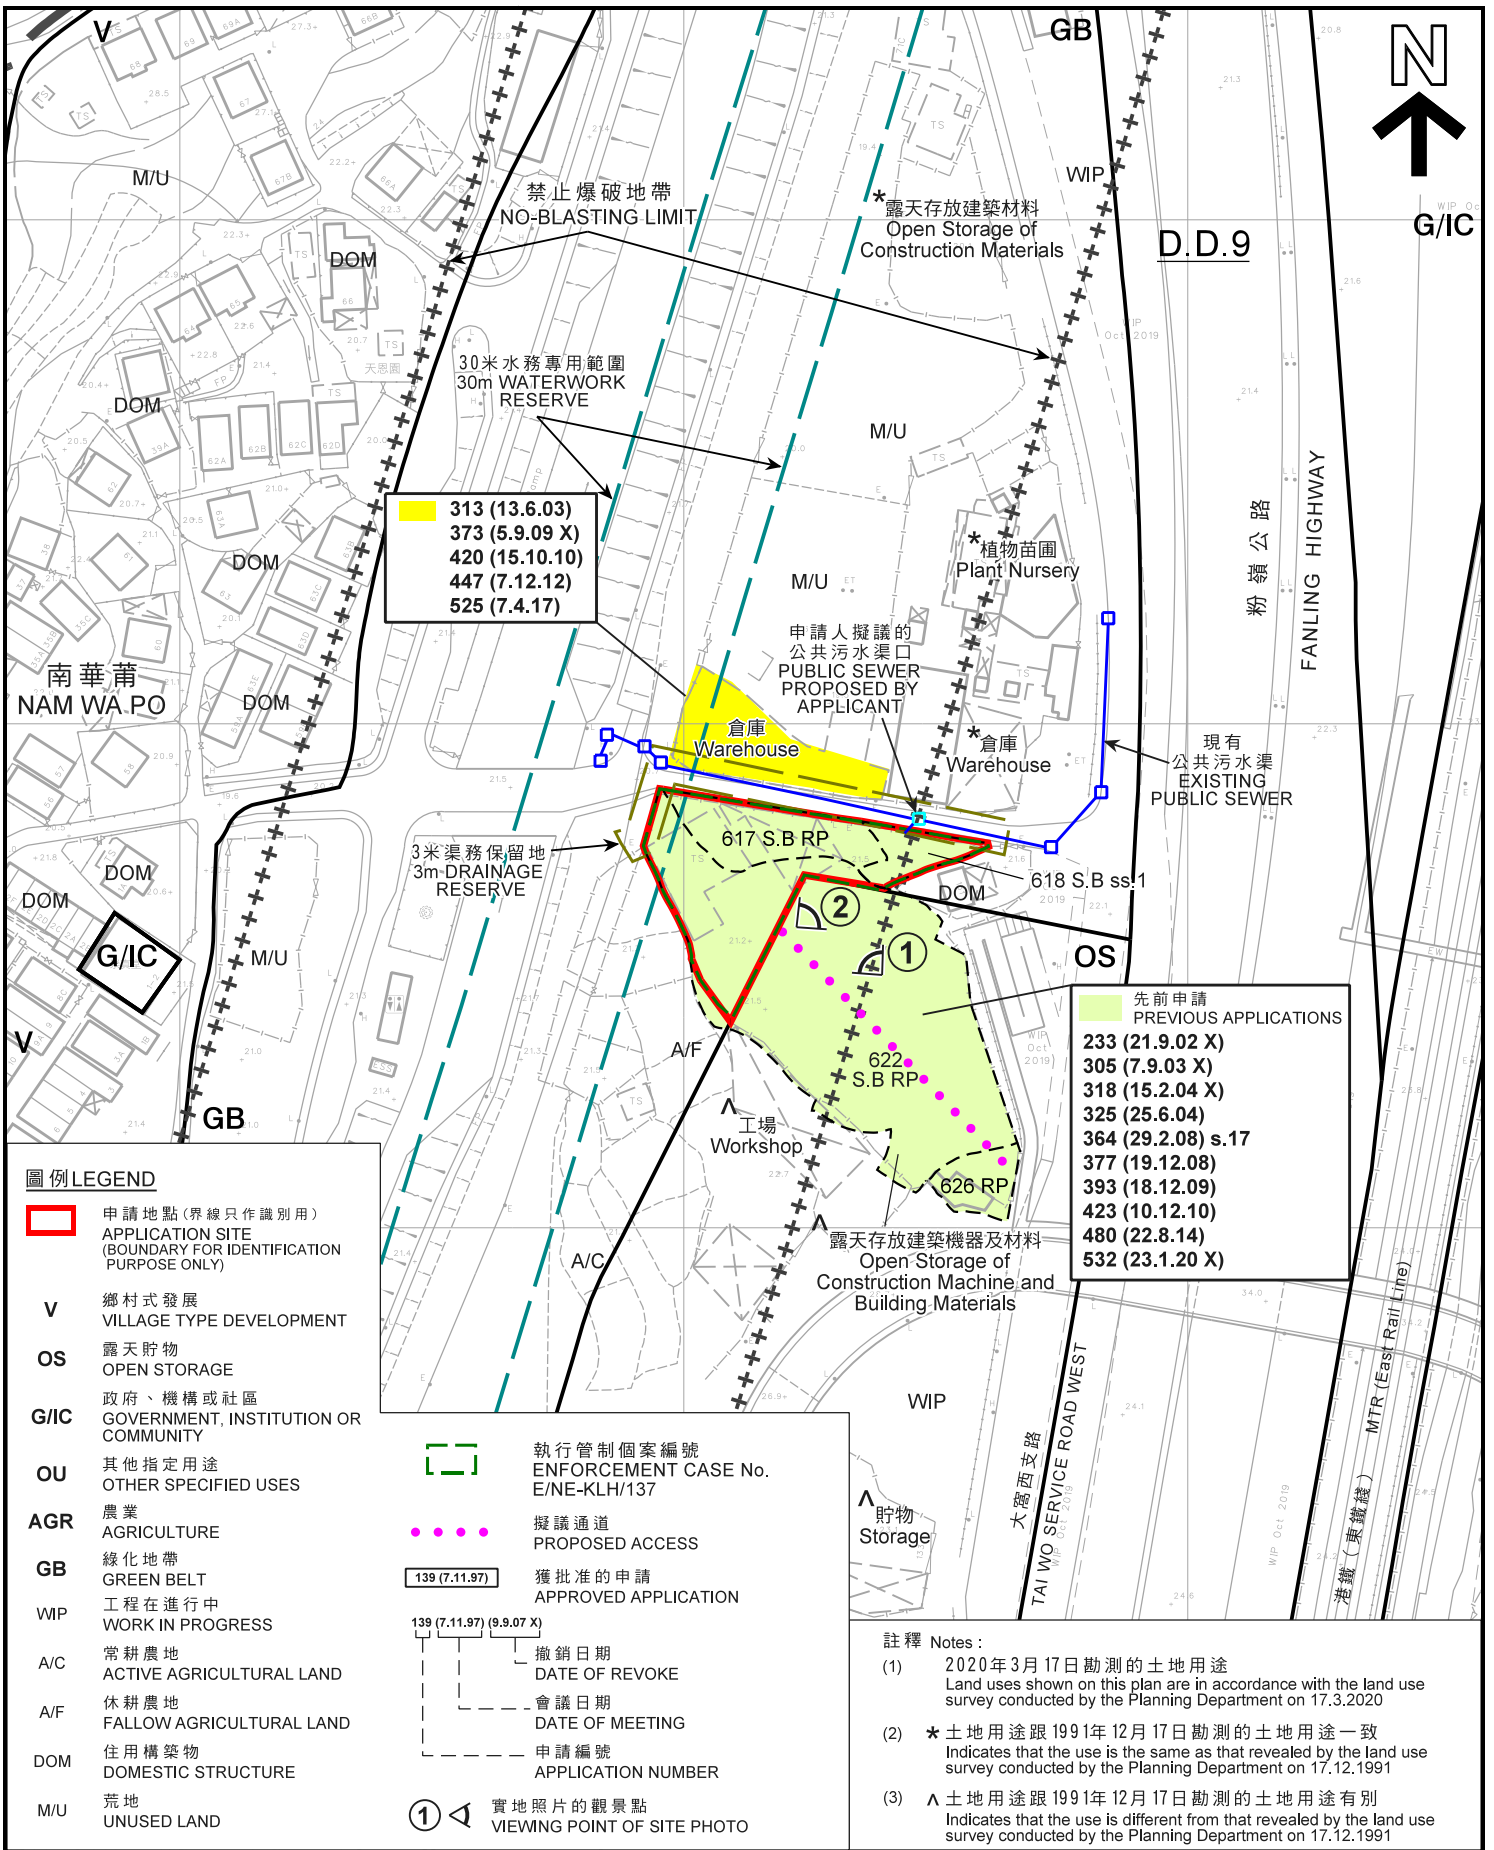 V
GB
N
M/U
WIP
禁止爆破地帶
NO-BLASTING LIMIT
*露天存放建築材料
Open Storage of
Construction Materials
D.D.9
G/IC
DOM
30米水務專用範圍
30m WATERWORK
RESERVE
天恩園
DOM
M/U
313 (13.6.03)
373 (5.9.09 X)
420 (15.10.10)
447 (7.12.12)
525 (7.4.17)
DOM
M/U
*植物苗圃
Plant Nursery
粉嶺公路
FANLING HIGHWAY
申請人擬議的
公共污水渠口
PUBLIC SEWER
PROPOSED BY
APPLICANT
南華莆
NAM WA PO
DOM
倉庫
Warehouse
*倉庫
Warehouse
現有
公共污水渠
EXISTING
PUBLIC SEWER
3米渠務保留地
3m DRAINAGE
RESERVE
617 S.B RP
618 S.B ss.1
DOM
DOM
DOM
2
1
G/IC
M/U
OS
V
GB
A/F
622
S.B RP
先前申請
PREVIOUS APPLICATIONS
233 (21.9.02 X)
305 (7.9.03 X)
318 (15.2.04 X)
325 (25.6.04)
364 (29.2.08) s.17
377 (19.12.08)
393 (18.12.09)
423 (10.12.10)
480 (22.8.14)
532 (23.1.20 X)
^工場
Workshop
626 RP
A/C
^露天存放建築機器及材料
Open Storage of
Construction Machine and
Building Materials
WIP
^貯物
Storage
大窩西支路
TAI WO SERVICE ROAD WEST
港鐵（東鐵綫）
MTR (East Rail Line)
圖例 LEGEND
申請地點 (界線只作識別用)
APPLICATION SITE
(BOUNDARY FOR IDENTIFICATION
PURPOSE ONLY)
V 鄉村式發展
VILLAGE TYPE DEVELOPMENT
OS 露天貯物
OPEN STORAGE
G/IC 政府、機構或社區
GOVERNMENT, INSTITUTION OR
COMMUNITY
OU 其他指定用途
OTHER SPECIFIED USES
AGR 農業
AGRICULTURE
GB 綠化地帶
GREEN BELT
WIP 工程在進行中
WORK IN PROGRESS
A/C 常耕農地
ACTIVE AGRICULTURAL LAND
A/F 休耕農地
FALLOW AGRICULTURAL LAND
DOM 住用構築物
DOMESTIC STRUCTURE
M/U 荒地
UNUSED LAND
執行管制個案編號
ENFORCEMENT CASE No.
E/NE-KLH/137
擬議通道
PROPOSED ACCESS
139 (7.11.97) 獲批准的申請
APPROVED APPLICATION
139 (7.11.97) (9.9.07 X)
撤銷日期
DATE OF REVOKE
會議日期
DATE OF MEETING
申請編號
APPLICATION NUMBER
1 實地照片的觀景點
VIEWING POINT OF SITE PHOTO
註釋 Notes :
(1) 2020年3月17日勘測的土地用途
Land uses shown on this plan are in accordance with the land use
survey conducted by the Planning Department on 17.3.2020
(2) * 土地用途跟1991年12月17日勘測的土地用途一致
Indicates that the use is the same as that revealed by the land use
survey conducted by the Planning Department on 17.12.1991
(3) ^ 土地用途跟1991年12月17日勘測的土地用途有別
Indicates that the use is different from that revealed by the land use
survey conducted by the Planning Department on 17.12.1991